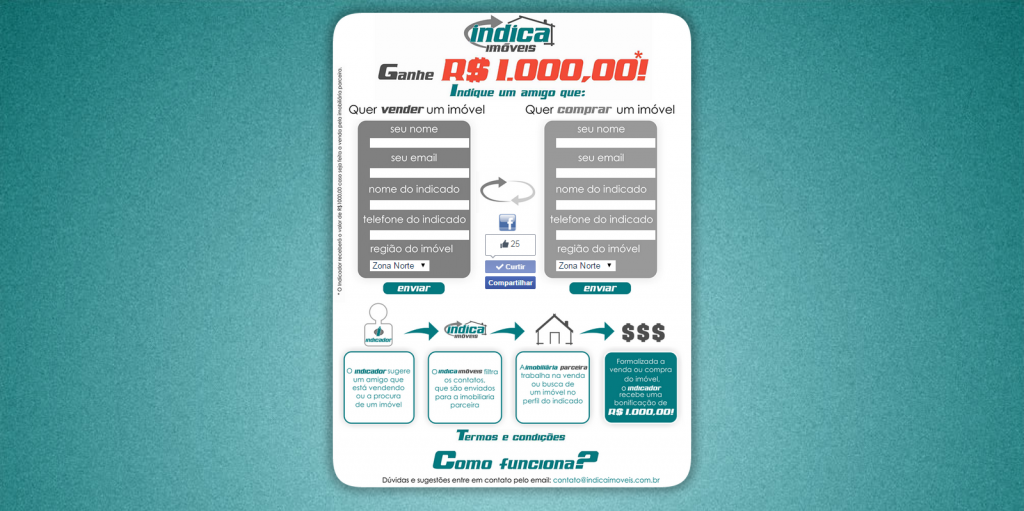 indica
imóveis
Ganhe R$ 1.000,00!*
Indique um amigo que:
Quer vender um imóvel
seu nome
seu email
nome do indicado
telefone do indicado
região do imóvel
Zona Norte
enviar
25
Curtir
Compartilhar
Quer comprar um imóvel
seu nome
seu email
nome do indicado
telefone do indicado
região do imóvel
Zona Norte
enviar
* O indicador receberá o valor de R$1000,00 caso seja feita a venda pela imobiliária parceira.
indicador
indica
imóveis
$$$
O indicador sugere
um amigo que
está vendendo
ou a procura
de um imóvel
O indicaimóveis filtra
os contatos,
que são enviados
para a imobiliaria
parceira
A imobiliária parceira
trabalha na venda
ou busca de
um imóvel no
perfil do indicado
Formalizada a
venda ou compra
do imóvel,
o indicador
recebe uma
bonificação de
R$ 1.000,00!
Termos e condições
Como funciona?
Dúvidas e sugestões entre em contato pelo email: contato@indicaimoveis.com.br